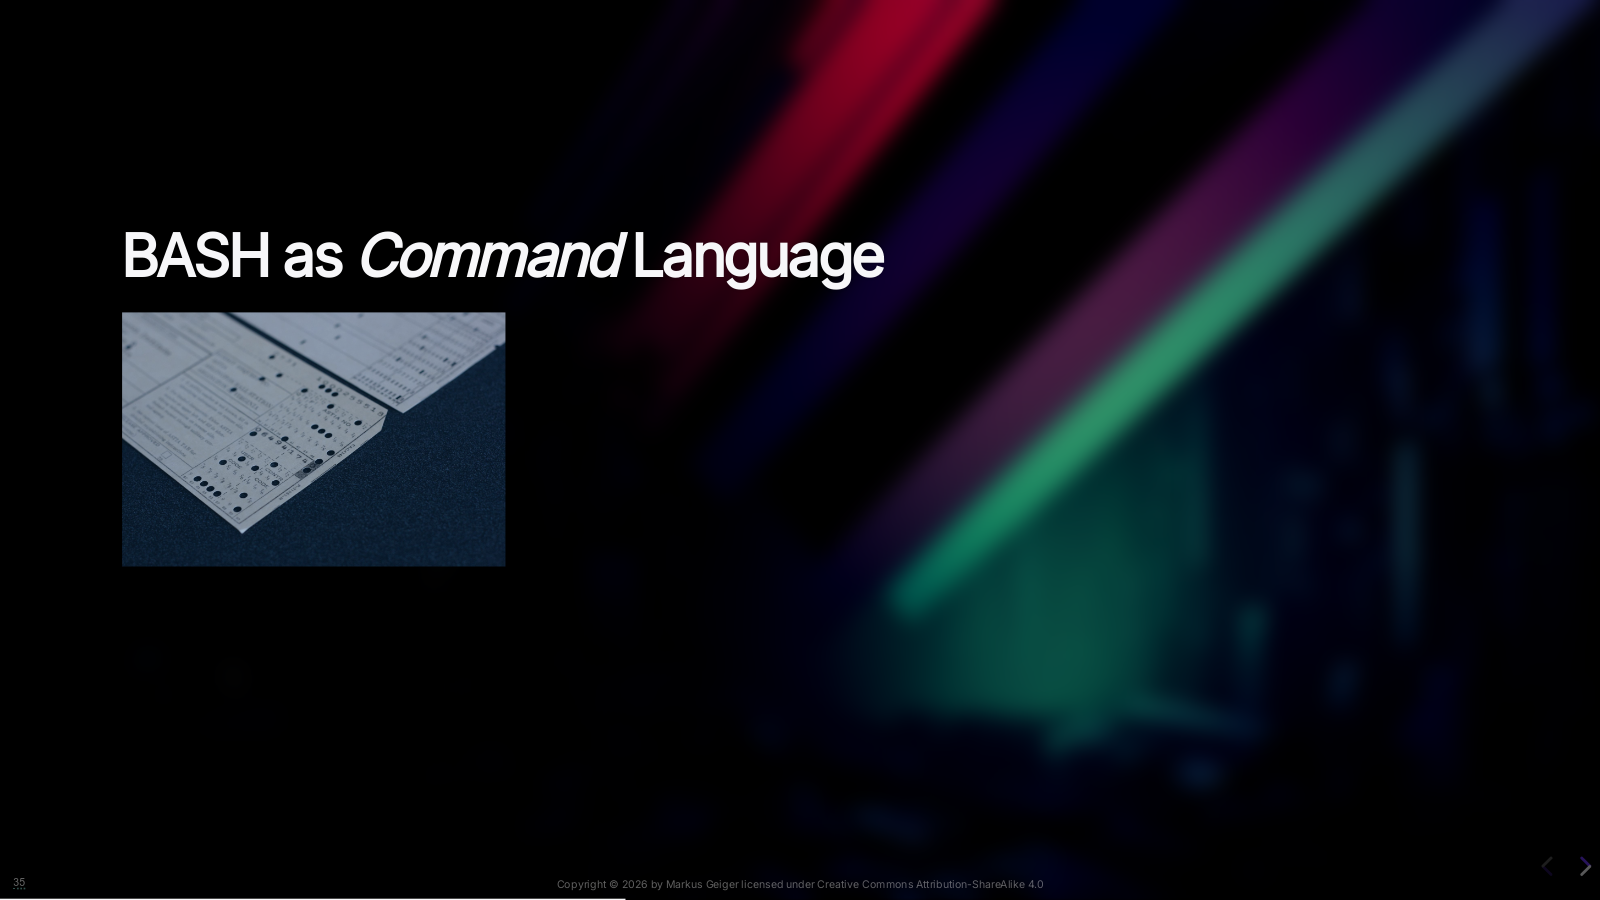 BASH as Command Language
35
Copyright © 2026 by Markus Geiger licensed under Creative Commons Attribution-ShareAlike 4.0